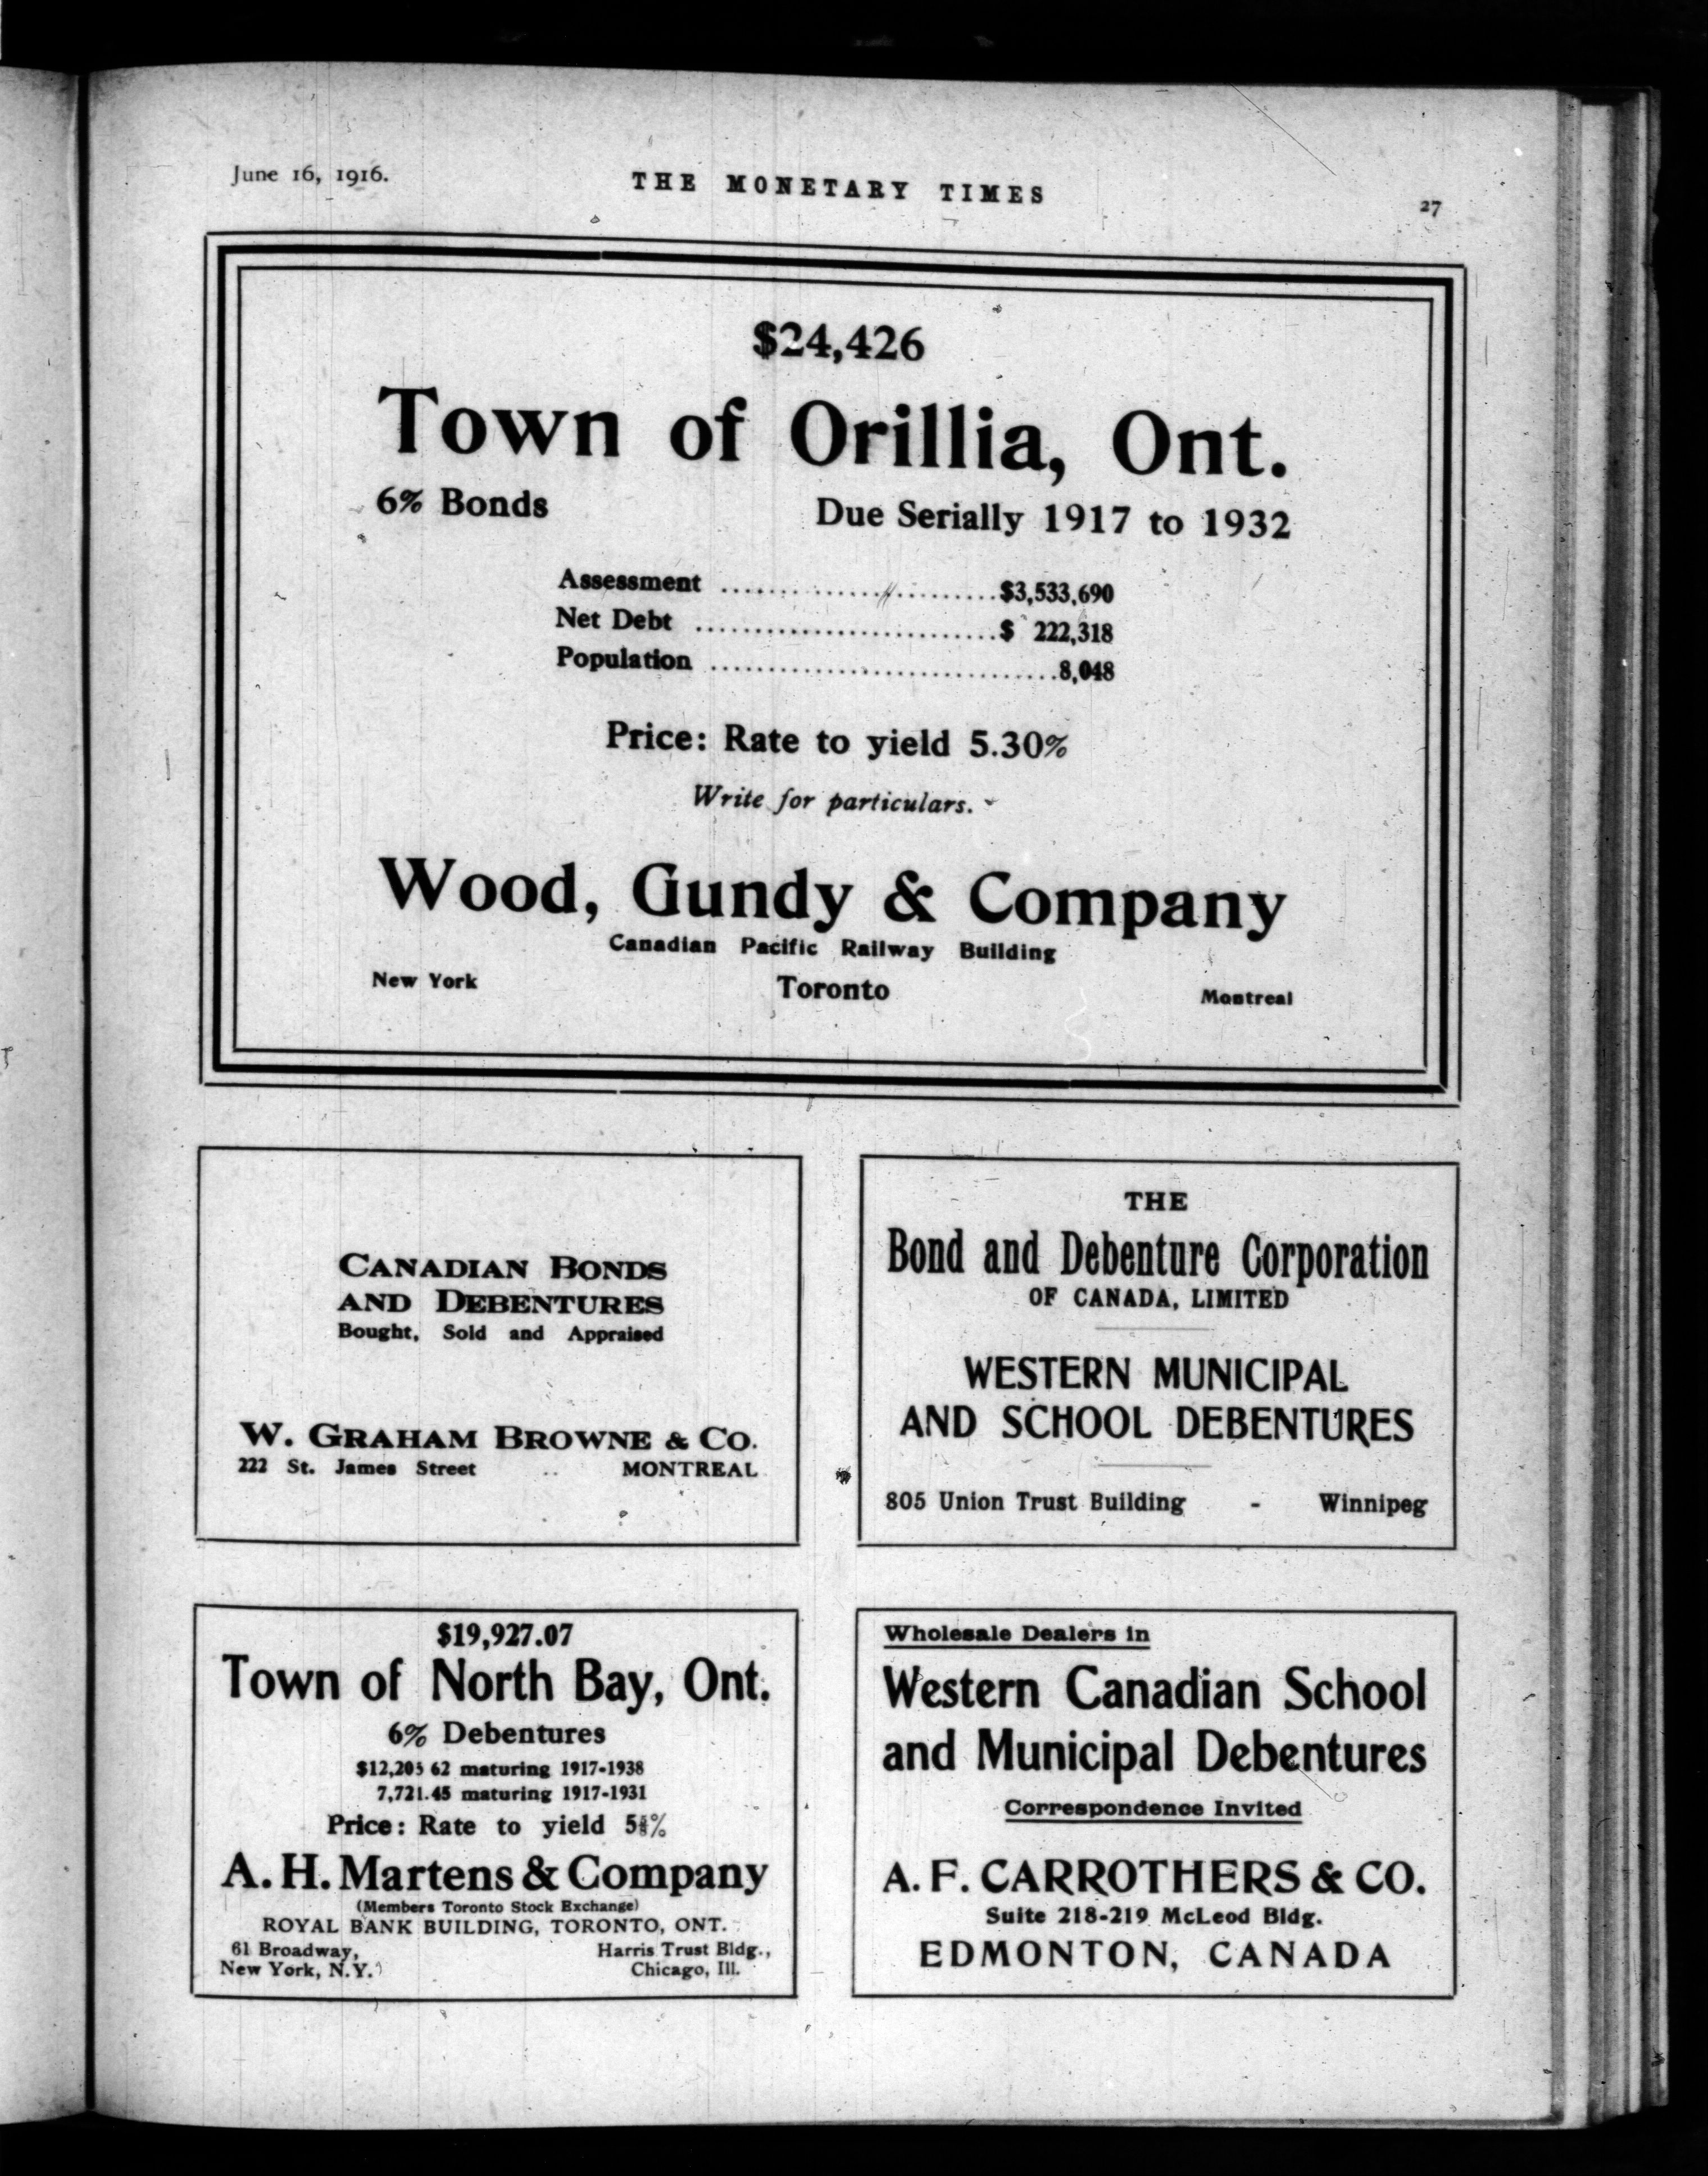 June 16, 1916.
THE MONETARY TIMES
27
$24,426
Town of Orillia, Ont.
6% Bonds Due Serially 1917 to 1932
Assessment ..............................$3,533,690
Net Debt ..............................$ 222,318
Population ..............................8,048
Price: Rate to yield 5.30%
Write for particulars.
Wood, Gundy & Company
Canadian Pacific Railway Building
New York Toronto Montreal
CANADIAN BONDS
AND DEBENTURES
Bought, Sold and Appraised
W. GRAHAM BROWNE & CO.
222 St. James Street .. MONTREAL
THE
Bond and Debenture Corporation
OF CANADA, LIMITED
WESTERN MUNICIPAL
AND SCHOOL DEBENTURES
805 Union Trust Building - Winnipeg
$19,927.07
Town of North Bay, Ont.
6% Debentures
$12,205 62 maturing 1917-1938
7,721.45 maturing 1917-1931
Price: Rate to yield
A. H. Martens & Company
(Members Toronto Stock Exchange)
ROYAL BANK BUILDING, TORONTO, ONT.
61 Broadway,
New York, N.Y.
Harris Trust Bldg.,
Chicago, Ill.
Wholesale Dealers in
Western Canadian School
and Municipal Debentures
Correspondence Invited
A. F. CARROTHERS & CO.
Suite 218-219 McLeod Bldg.
EDMONTON, CANADA